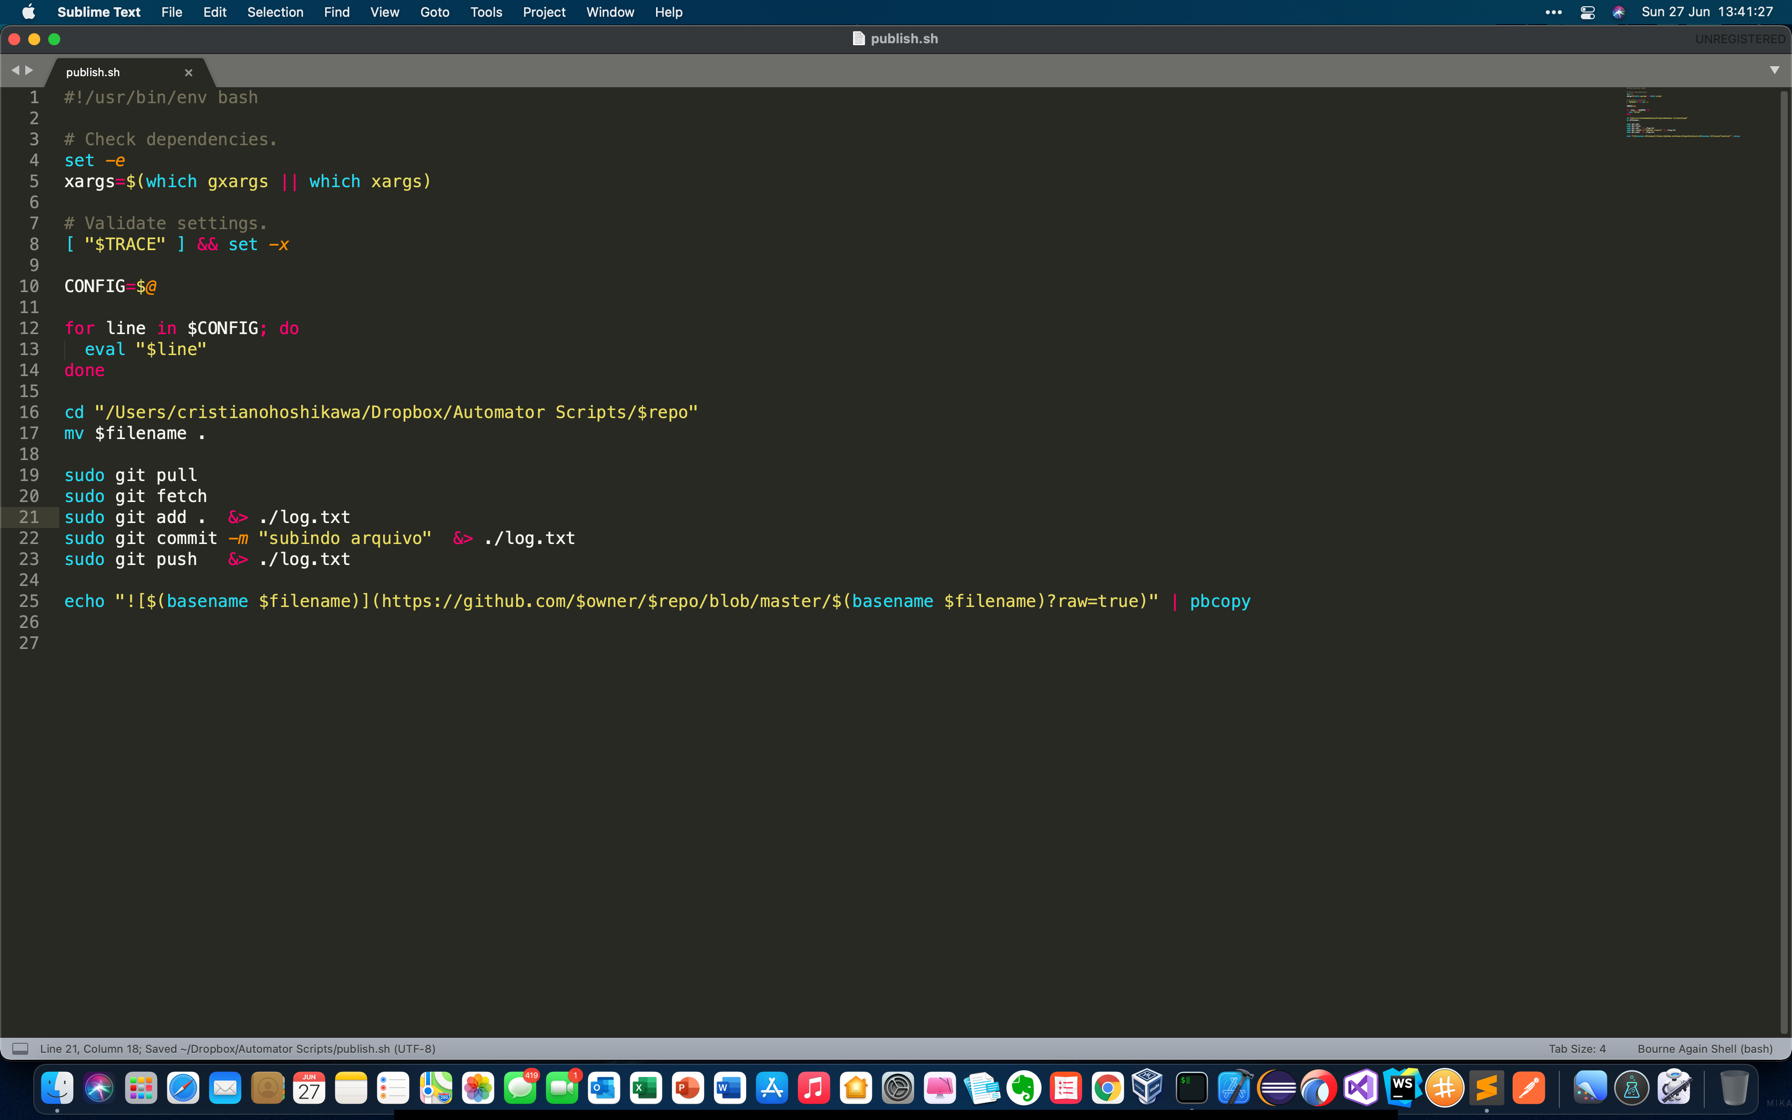 Sublime Text File Edit Selection Find View Goto Tools Project Window Help ••• Sun 27 Jun 13:41:27
publish.sh UNREGISTERED
publish.sh ×
1 #!/usr/bin/env bash
2
3 # Check dependencies.
4 set -e
5 xargs=$(which gxargs || which xargs)
6
7 # Validate settings.
8 [ "$TRACE" ] && set -x
9
10 CONFIG=$@
11
12 for line in $CONFIG; do
13   eval "$line"
14 done
15
16 cd "/Users/cristianohoshikawa/Dropbox/Automator Scripts/$repo"
17 mv $filename .
18
19 sudo git pull
20 sudo git fetch
21 sudo git add .  &> ./log.txt
22 sudo git commit -m "subindo arquivo"  &> ./log.txt
23 sudo git push   &> ./log.txt
24
25 echo "![$(basename $filename)](https://github.com/$owner/$repo/blob/master/$(basename $filename)?raw=true)" | pbcopy
26
27
Line 21, Column 18; Saved ~/Dropbox/Automator Scripts/publish.sh (UTF-8) Tab Size: 4 Bourne Again Shell (bash)
JUN
27
419
1
WS